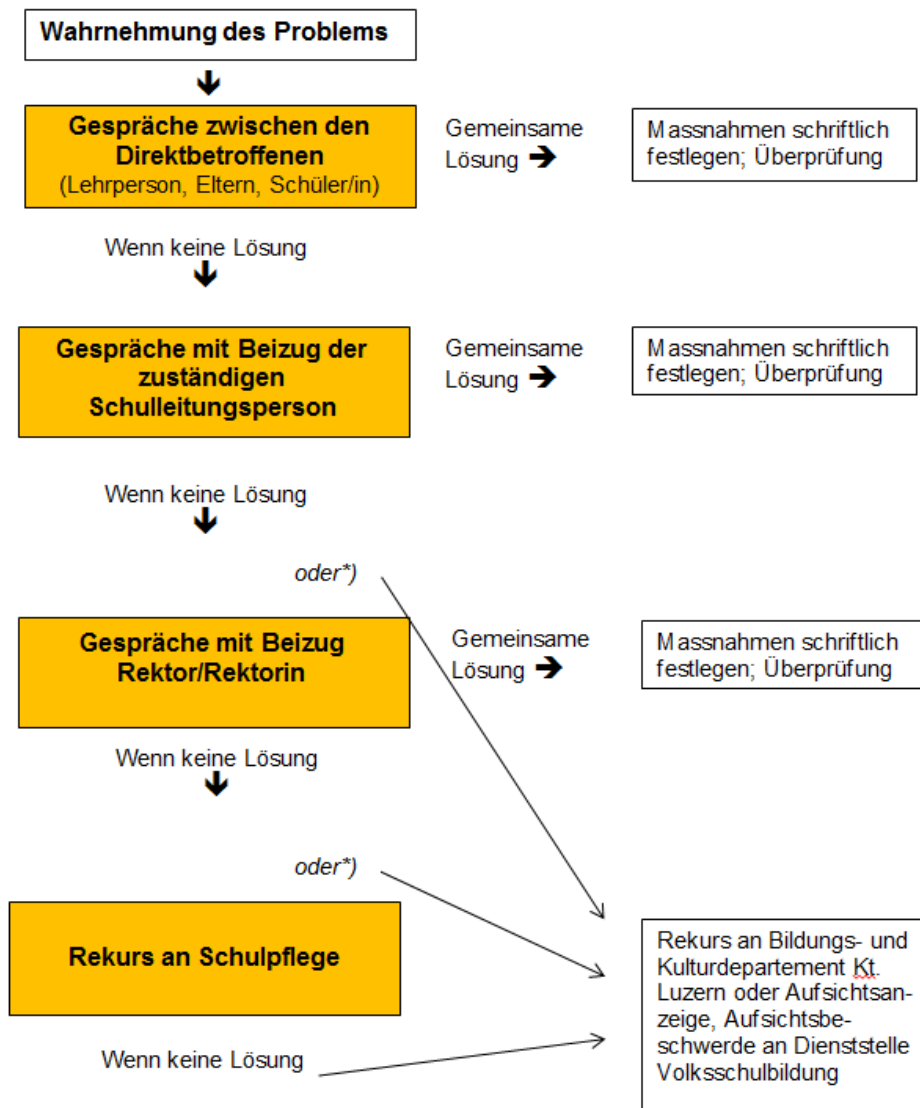 Wahrnehmung des Problems
Gespräche zwischen den
Direktbetroffenen
(Lehrperson, Eltern, Schüler/in)
Gemeinsame
Lösung ➔
Massnahmen schriftlich
festlegen; Überprüfung
Wenn keine Lösung
Gespräche mit Beizug der
zuständigen
Schulleitungsperson
Gemeinsame
Lösung ➔
Massnahmen schriftlich
festlegen; Überprüfung
Wenn keine Lösung
oder*)
Gespräche mit Beizug
Rektor/Rektorin
Gemeinsame
Lösung ➔
Massnahmen schriftlich
festlegen; Überprüfung
Wenn keine Lösung
oder*)
Rekurs an Schulpflege
Wenn keine Lösung
Rekurs an Bildungs- und
Kulturdepartement Kt.
Luzern oder Aufsichtsan-
zeige, Aufsichtsbe-
schwerde an Dienststelle
Volksschulbildung